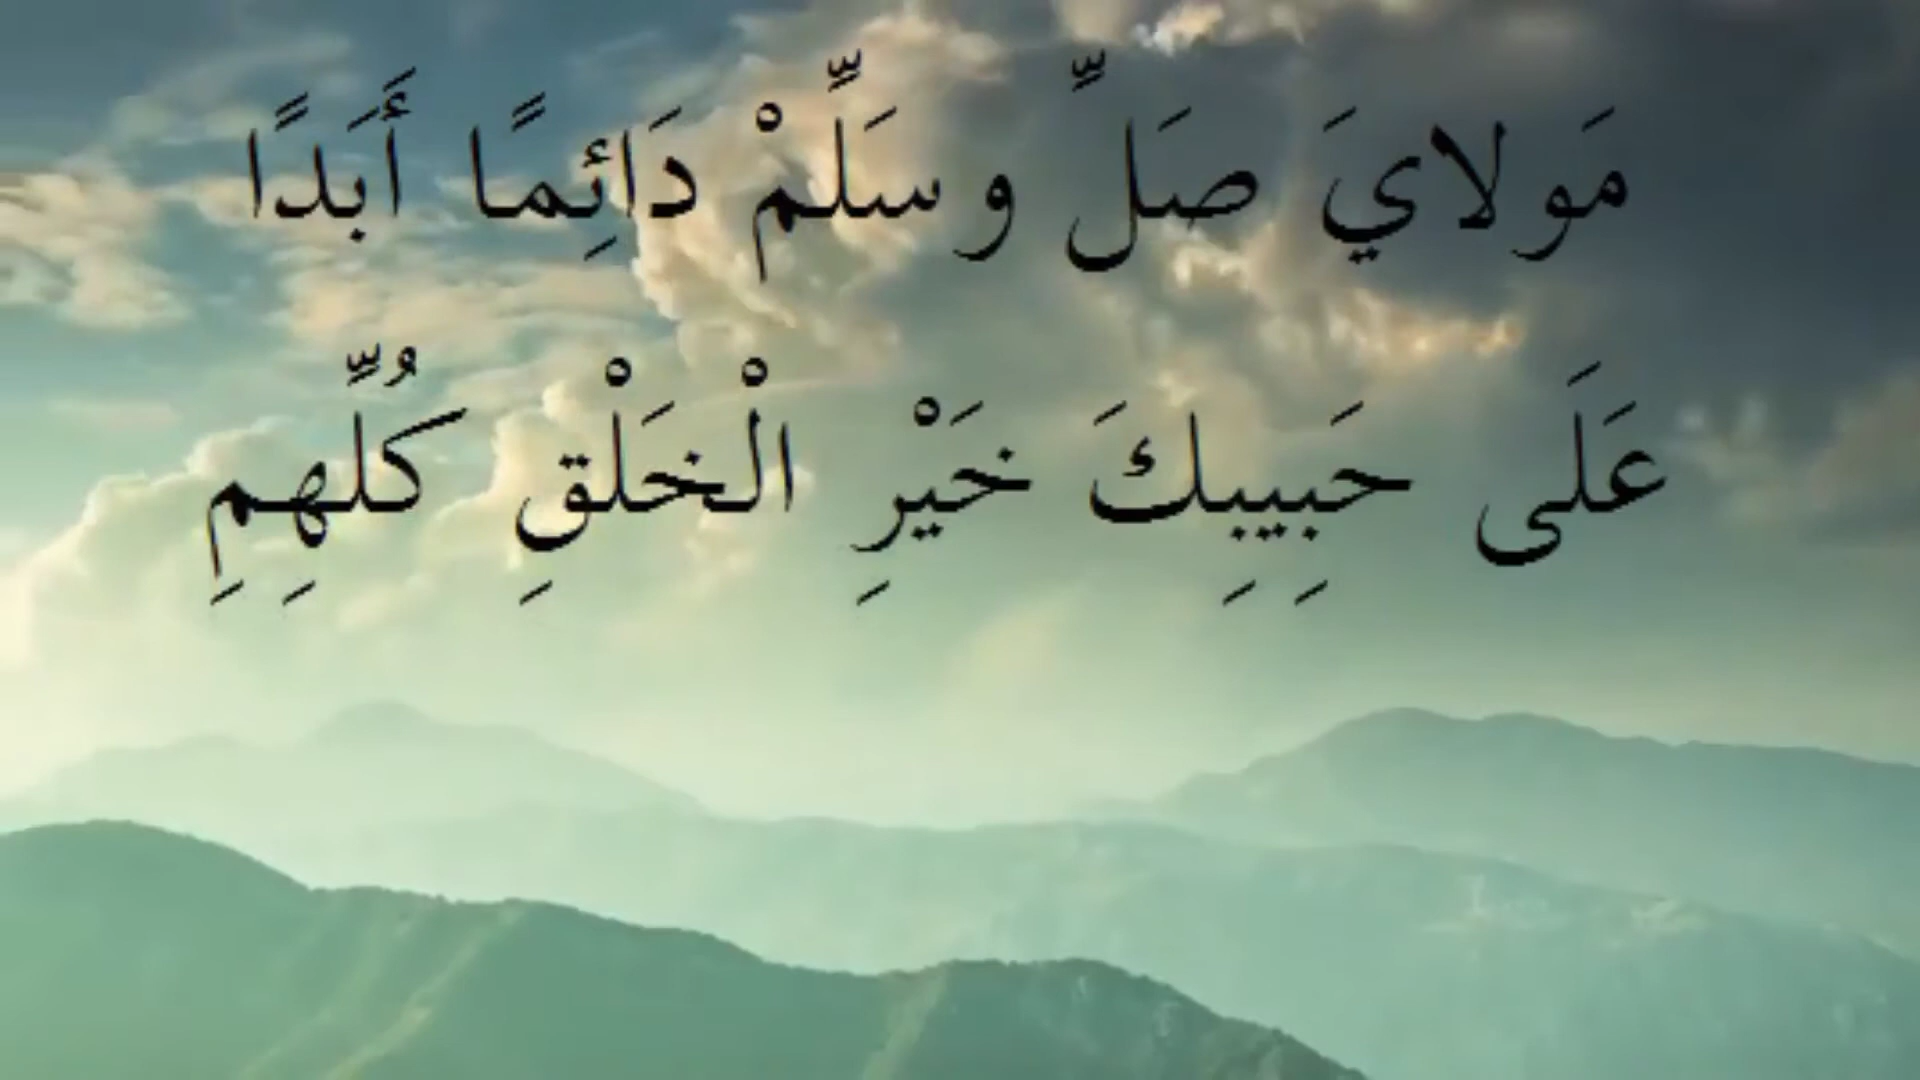 مَولايَ صَلِّ وسَلِّمْ دَائِمًا أَبَدًا
عَلَى حَبِيبِكَ خَيْرِ الْخَلْقِ كُلِّهِمِ